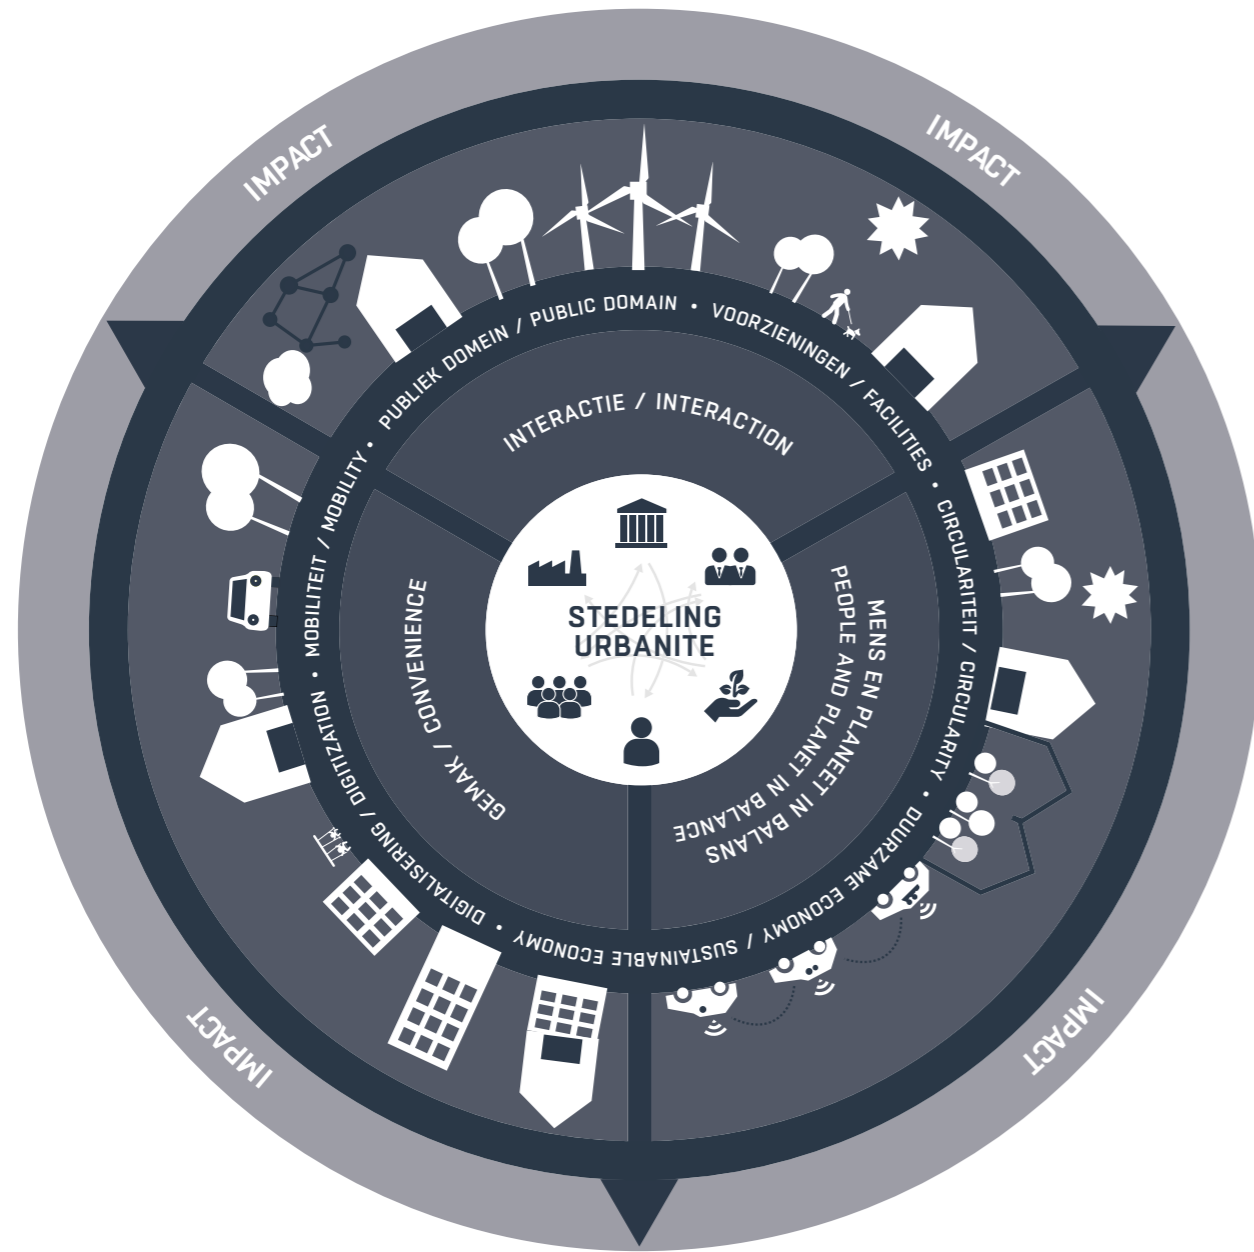 IMPACT
IMPACT
IMPACT
IMPACT
PUBLIEK DOMEIN / PUBLIC DOMAIN • VOORZIENINGEN / FACILITIES • CIRCULARITEIT / CIRCULARITY • DUURZAME ECONOMY / SUSTAINABLE ECONOMY • DIGITALISERING / DIGITIZATION • MOBILITEIT / MOBILITY •
INTERACTIE / INTERACTION
MENS EN PLANEET IN BALANS
PEOPLE AND PLANET IN BALANCE
GEMAK / CONVENIENCE
STEDELING
URBANITE